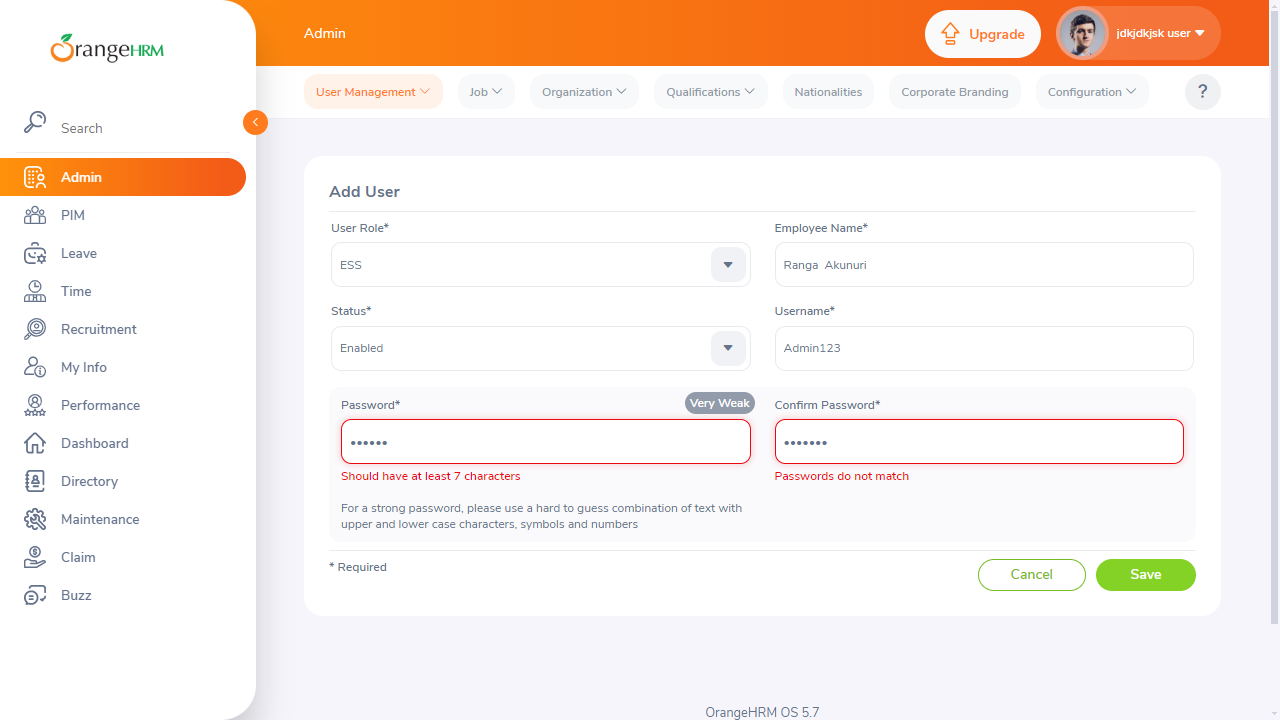 OrangeHRM
Search
Admin
PIM
Leave
Time
Recruitment
My Info
Performance
Dashboard
Directory
Maintenance
Claim
Buzz
Admin
Upgrade
jdkjdkjsk user
User Management
Job
Organization
Qualifications
Nationalities
Corporate Branding
Configuration
?
Add User
User Role*
Employee Name*
ESS
Ranga  Akunuri
Status*
Username*
Enabled
Admin123
Password*
Very Weak
Confirm Password*
••••••
•••••••
Should have at least 7 characters
Passwords do not match
For a strong password, please use a hard to guess combination of text with
upper and lower case characters, symbols and numbers
* Required
Cancel
Save
OrangeHRM OS 5.7